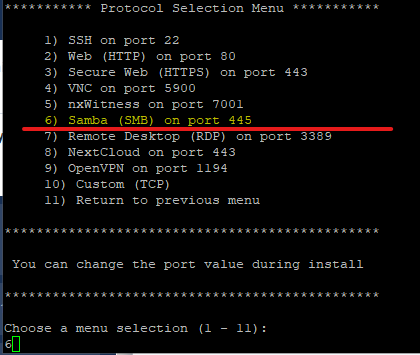 *********** Protocol Selection Menu ***********
1) SSH on port 22
2) Web (HTTP) on port 80
3) Secure Web (HTTPS) on port 443
4) VNC on port 5900
5) nxWitness on port 7001
6) Samba (SMB) on port 445
7) Remote Desktop (RDP) on port 3389
8) NextCloud on port 443
9) OpenVPN on port 1194
10) Custom (TCP)
11) Return to previous menu
***********************************************
You can change the port value during install
***********************************************
Choose a menu selection (1 - 11):
6